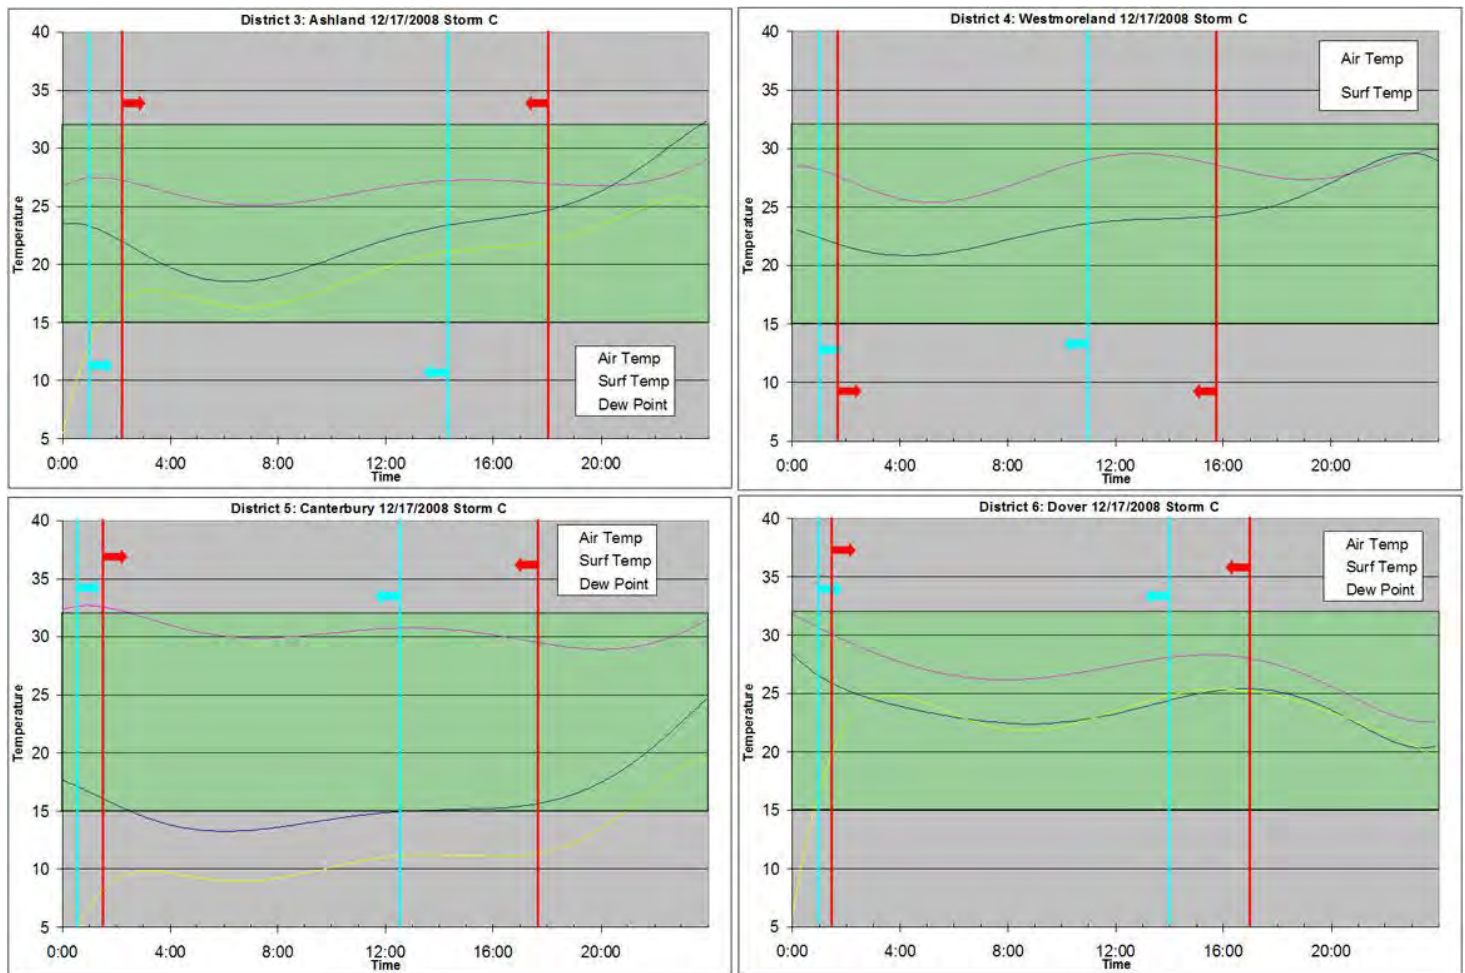 District 3: Ashland 12/17/2008 Storm C
40
35
30
25
20
15
10
5
Temperature
Air Temp
Surf Temp
Dew Point
0:00 4:00 8:00 12:00 16:00 20:00
Time
District 4: Westmoreland 12/17/2008 Storm C
40
35
30
25
20
15
10
5
Temperature
Air Temp
Surf Temp
0:00 4:00 8:00 12:00 16:00 20:00
Time
District 5: Canterbury 12/17/2008 Storm C
40
35
30
25
20
15
10
5
Temperature
Air Temp
Surf Temp
Dew Point
0:00 4:00 8:00 12:00 16:00 20:00
Time
District 6: Dover 12/17/2008 Storm C
40
35
30
25
20
15
10
5
Temperature
Air Temp
Surf Temp
Dew Point
0:00 4:00 8:00 12:00 16:00 20:00
Time